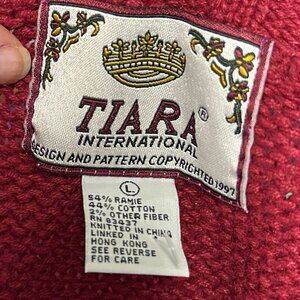 TIARA®
INTERNATIONAL
DESIGN AND PATTERN COPYRIGHTED 1997
L
54% RAMIE
44% COTTON
2% OTHER FIBER
RN 83437
KNITTED IN CHINA
LINKED IN
HONG KONG
SEE REVERSE
FOR CARE